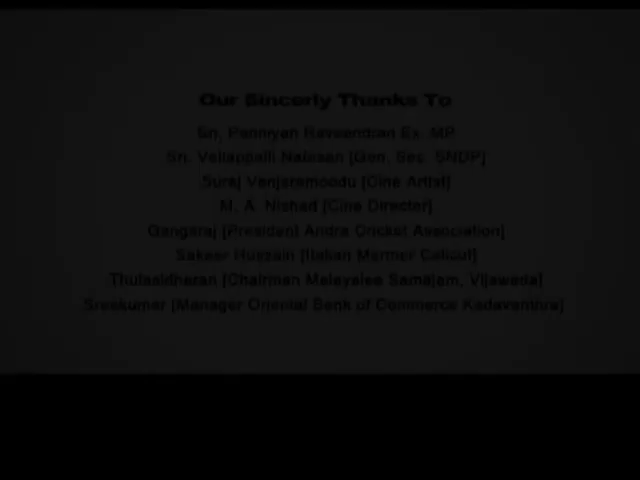 Our Sincerly Thanks To
Sri. Pannyan Raveendran Ex. MP
Sri. Vellappalli Natesan [Gen. Sec. SNDP]
Suraj Venjaramoodu [Cine Artist]
M. A. Nishad [Cine Director]
Gangaraj [President Andra Cricket Association]
Sakeer Hussain [Italian Marmer Calicut]
Thulasidharan [Chairman Malayalee Samajam, Vijawada]
Sreekumar [Manager Oriental Bank of Commerce Kadavanthra]